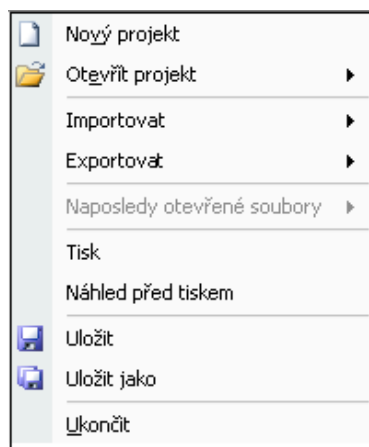 Nový projekt
Otevřít projekt
Importovat
Exportovat
Naposledy otevřené soubory
Tisk
Náhled před tiskem
Uložit
Uložit jako
Ukončit